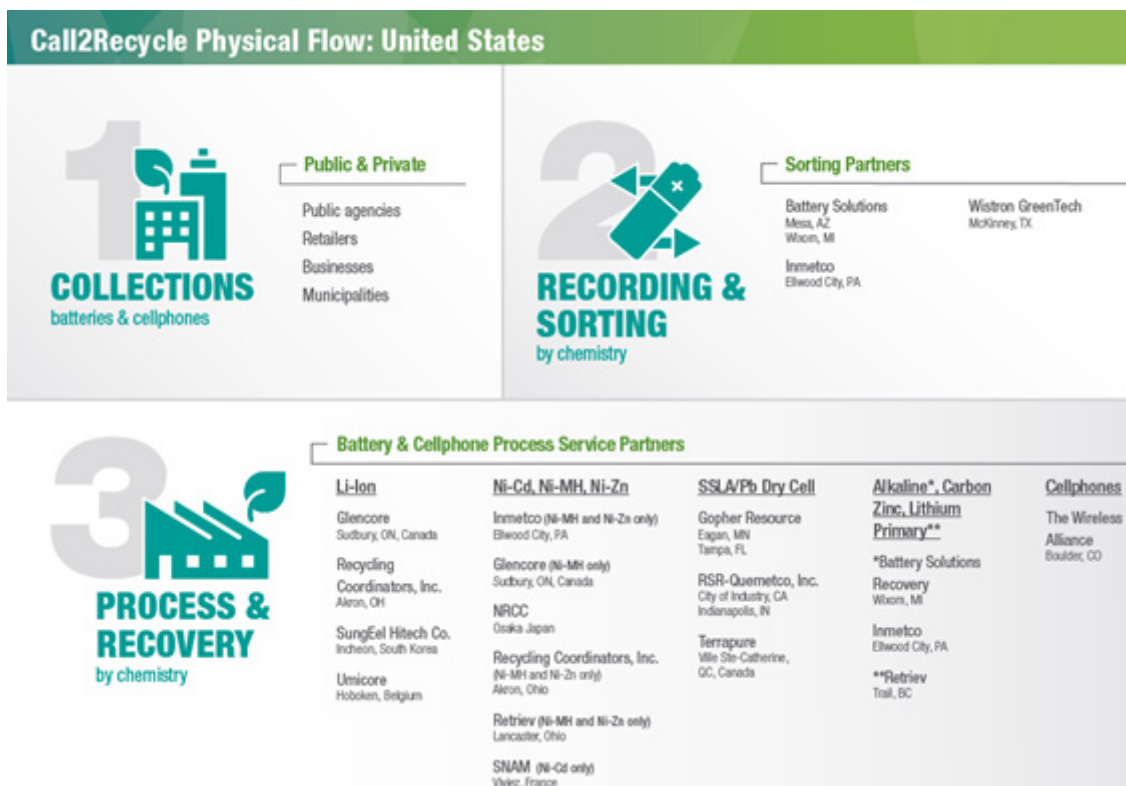 Call2Recycle Physical Flow: United States
1
COLLECTIONS
batteries & cellphones
Public & Private
Public agencies
Retailers
Businesses
Municipalities
2
RECORDING &
SORTING
by chemistry
Sorting Partners
Battery Solutions
Mesa, AZ
Wixom, MI
Inmetco
Ellwood City, PA
Wistron GreenTech
McKinney, TX
3
PROCESS &
RECOVERY
by chemistry
Battery & Cellphone Process Service Partners
Li-Ion
Glencore
Sudbury, ON, Canada
Recycling
Coordinators, Inc.
Akron, OH
SungEel Hitech Co.
Incheon, South Korea
Umicore
Hoboken, Belgium
Ni-Cd, Ni-MH, Ni-Zn
Inmetco (Ni-MH and Ni-Zn only)
Ellwood City, PA
Glencore (Ni-MH only)
Sudbury, ON, Canada
NRCC
Osaka Japan
Recycling Coordinators, Inc.
(Ni-MH and Ni-Zn only)
Akron, Ohio
Retriev (Ni-MH and Ni-Zn only)
Lancaster, Ohio
SNAM (Ni-Cd only)
Viviez, France
SSLA/Pb Dry Cell
Gopher Resource
Eagan, MN
Tampa, FL
RSR-Quemetco, Inc.
City of Industry, CA
Indianapolis, IN
Terrapure
Ville Ste-Catherine,
QC, Canada
Alkaline*, Carbon
Zinc, Lithium
Primary**
*Battery Solutions
Recovery
Wixom, MI
Inmetco
Ellwood City, PA
**Retriev
Trail, BC
Cellphones
The Wireless
Alliance
Boulder, CO